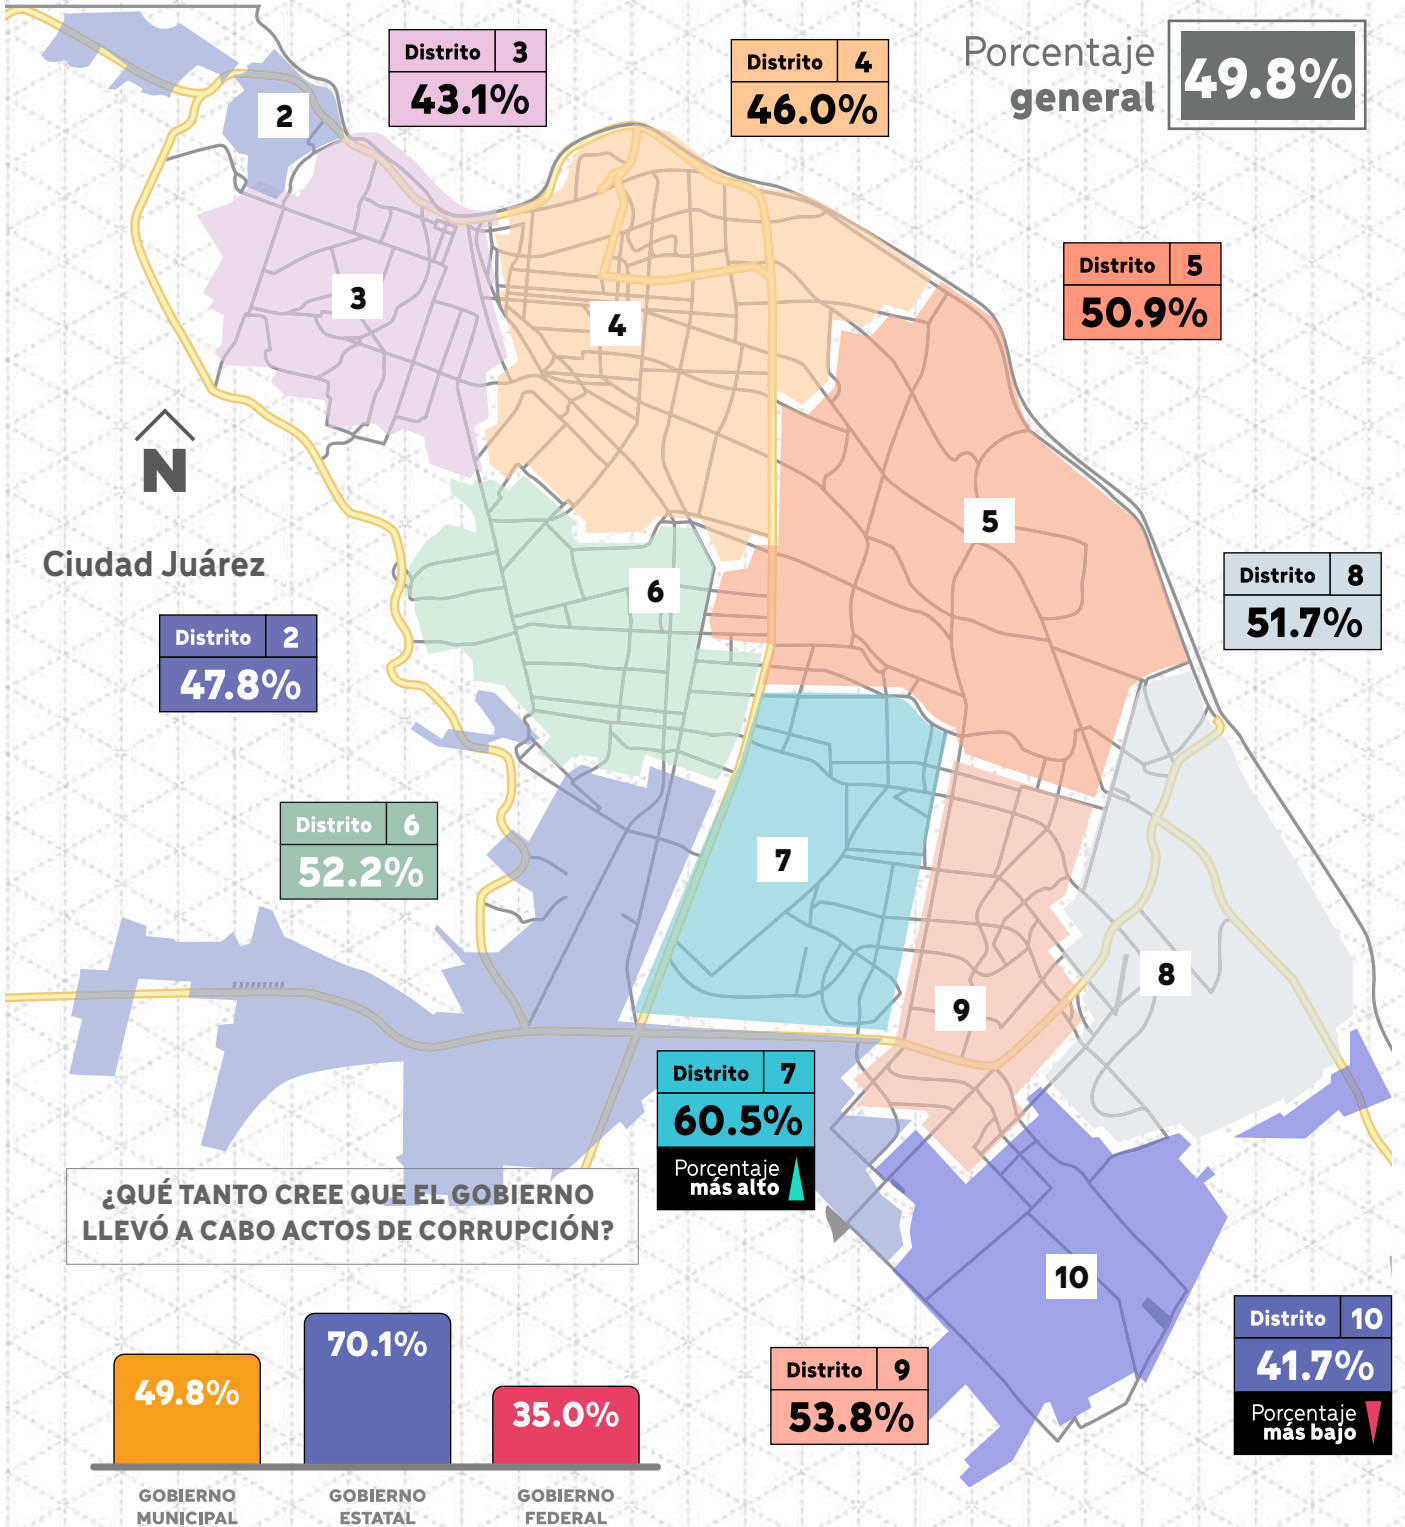 Distrito 3
43.1%
Distrito 4
46.0%
Porcentaje
general
49.8%
2
3
4
Distrito 5
50.9%
N
5
Ciudad Juárez
6
Distrito 8
51.7%
Distrito 2
47.8%
Distrito 6
52.2%
7
8
9
Distrito 7
60.5%
Porcentaje
más alto
¿QUÉ TANTO CREE QUE EL GOBIERNO
LLEVÓ A CABO ACTOS DE CORRUPCIÓN?
10
Distrito 10
41.7%
Porcentaje
más bajo
Distrito 9
53.8%
49.8%
70.1%
35.0%
GOBIERNO
MUNICIPAL
GOBIERNO
ESTATAL
GOBIERNO
FEDERAL